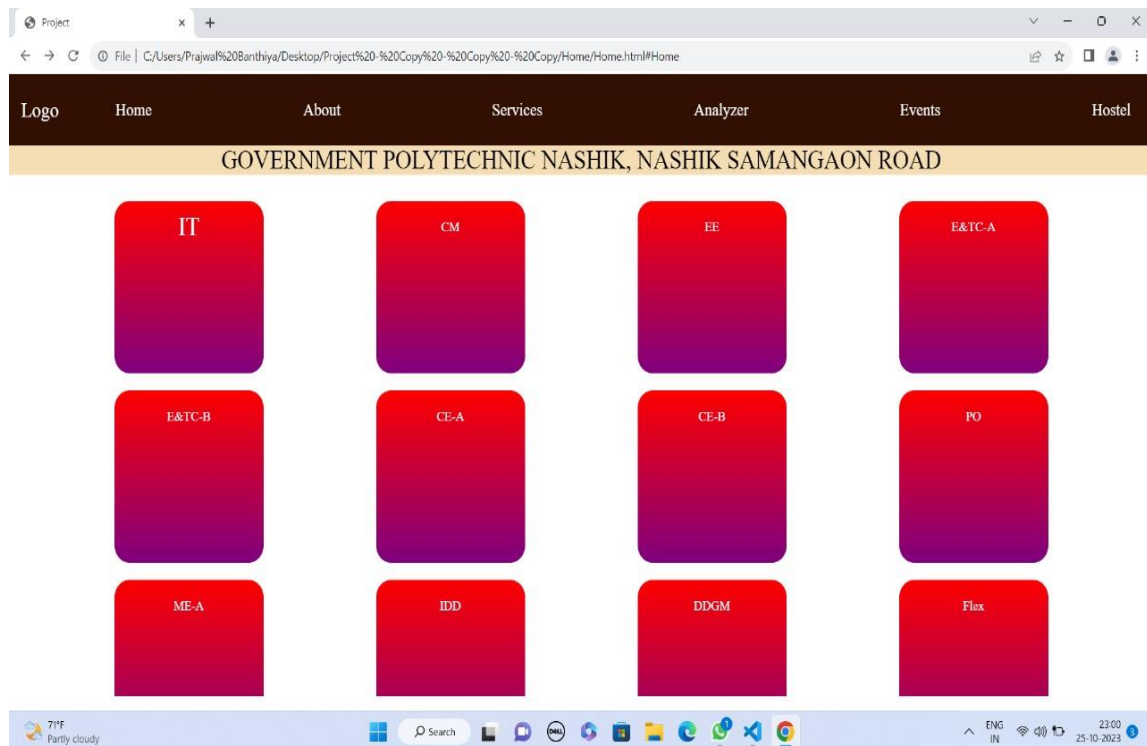 Project
File | C:/Users/Prajwal%20Banthiya/Desktop/Project%20-%20Copy%20-%20Copy%20-%20Copy/Home/Home.html#Home
Logo Home About Services Analyzer Events Hostel
GOVERNMENT POLYTECHNIC NASHIK, NASHIK SAMANGAON ROAD
IT CM EE E&TC-A
E&TC-B CE-A CE-B PO
ME-A IDD DDGM Flex
71°F
Partly cloudy
Search
DELL
ENG
IN
23:00
25-10-2023